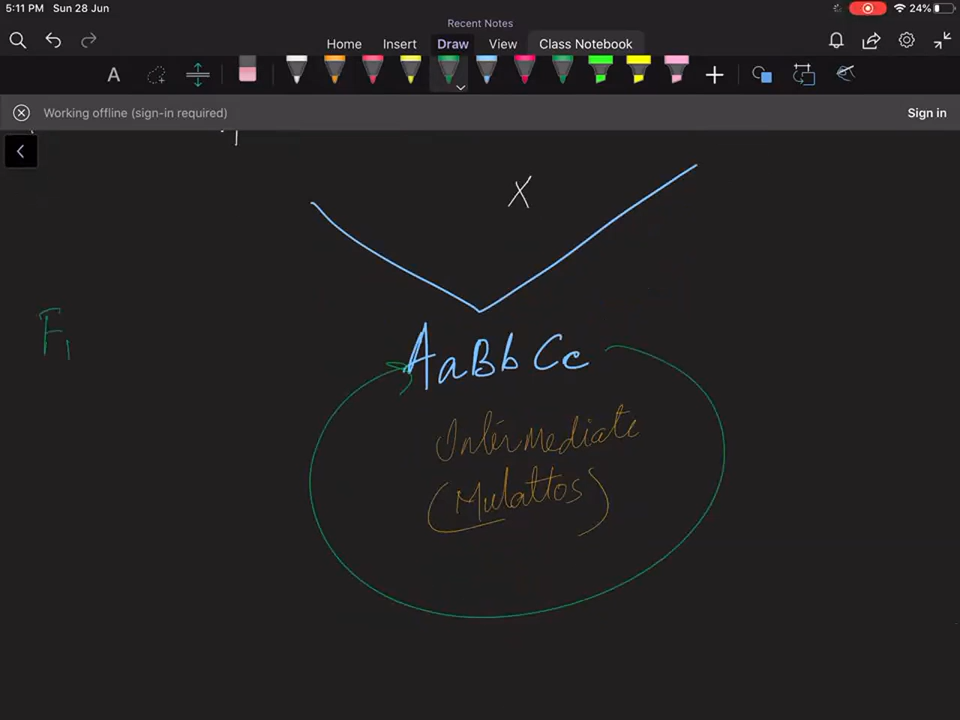 5:11 PM Sun 28 Jun
24%
Recent Notes
Home Insert Draw View Class Notebook
A
Working offline (sign-in required)
Sign in
X
F1
AaBbCc
Intermediate
(Mulattos)